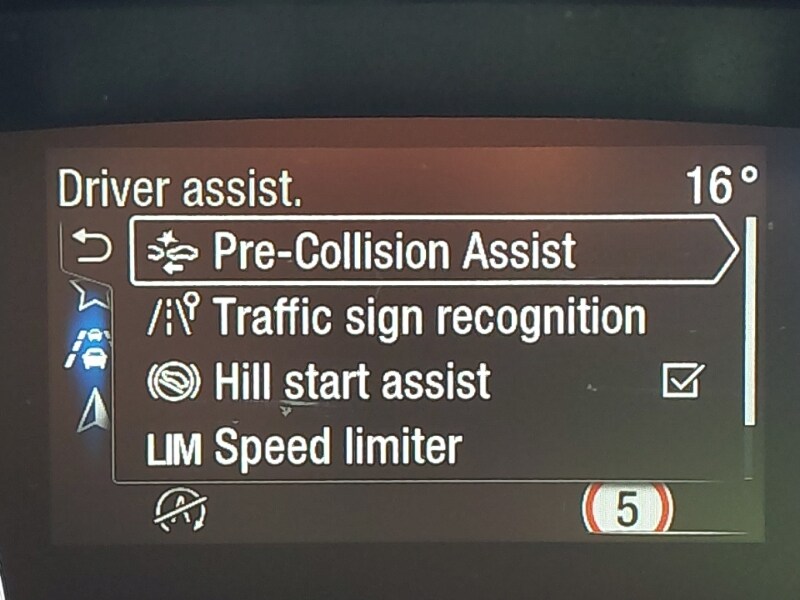 Driver assist. 16°
Pre-Collision Assist
Traffic sign recognition
Hill start assist
LIM Speed limiter
A 5